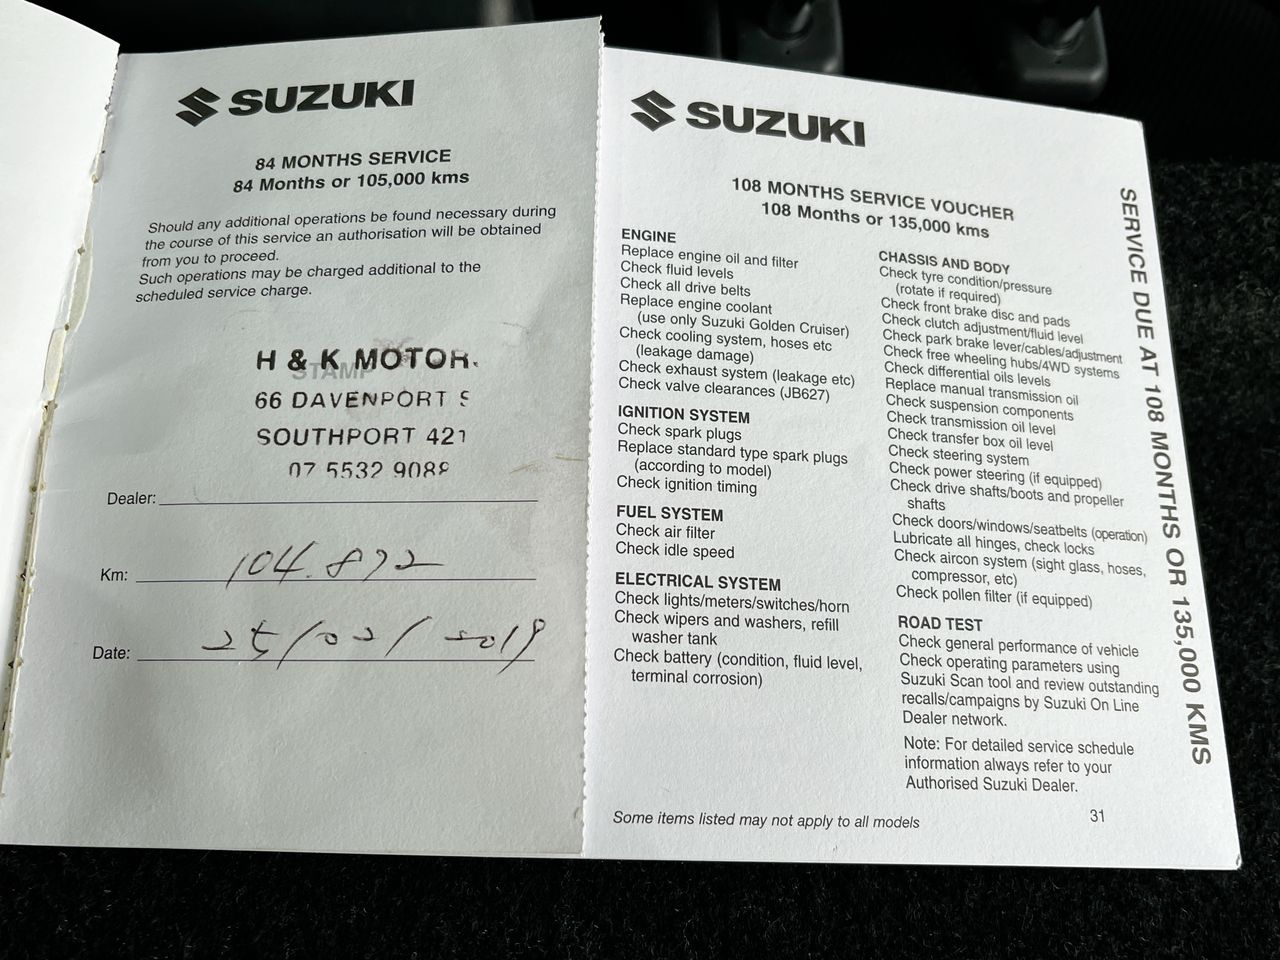 SUZUKI
84 MONTHS SERVICE
84 Months or 105,000 kms
Should any additional operations be found necessary during
the course of this service an authorisation will be obtained
from you to proceed.
Such operations may be charged additional to the
scheduled service charge.
STAMP
H & K MOTOR
66 DAVENPORT S
SOUTHPORT 421
07 5532 9088
Dealer:
Km: 104.872
Date: 25/02/2019
SUZUKI
108 MONTHS SERVICE VOUCHER
108 Months or 135,000 kms
ENGINE
Replace engine oil and filter
Check fluid levels
Check all drive belts
Replace engine coolant
(use only Suzuki Golden Cruiser)
Check cooling system, hoses etc
(leakage damage)
Check exhaust system (leakage etc)
Check valve clearances (JB627)
IGNITION SYSTEM
Check spark plugs
Replace standard type spark plugs
(according to model)
Check ignition timing
FUEL SYSTEM
Check air filter
Check idle speed
ELECTRICAL SYSTEM
Check lights/meters/switches/horn
Check wipers and washers, refill
washer tank
Check battery (condition, fluid level,
terminal corrosion)
CHASSIS AND BODY
Check tyre condition/pressure
(rotate if required)
Check front brake disc and pads
Check clutch adjustment/fluid level
Check park brake lever/cables/adjustment
Check free wheeling hubs/4WD systems
Check differential oils levels
Replace manual transmission oil
Check suspension components
Check transmission oil level
Check transfer box oil level
Check steering system
Check power steering (if equipped)
Check drive shafts/boots and propeller
shafts
Check doors/windows/seatbelts (operation)
Lubricate all hinges, check locks
Check aircon system (sight glass, hoses,
compressor, etc)
Check pollen filter (if equipped)
ROAD TEST
Check general performance of vehicle
Check operating parameters using
Suzuki Scan tool and review outstanding
recalls/campaigns by Suzuki On Line
Dealer network.
Note: For detailed service schedule
information always refer to your
Authorised Suzuki Dealer.
Some items listed may not apply to all models
31
SERVICE DUE AT 108 MONTHS OR 135,000 KMS